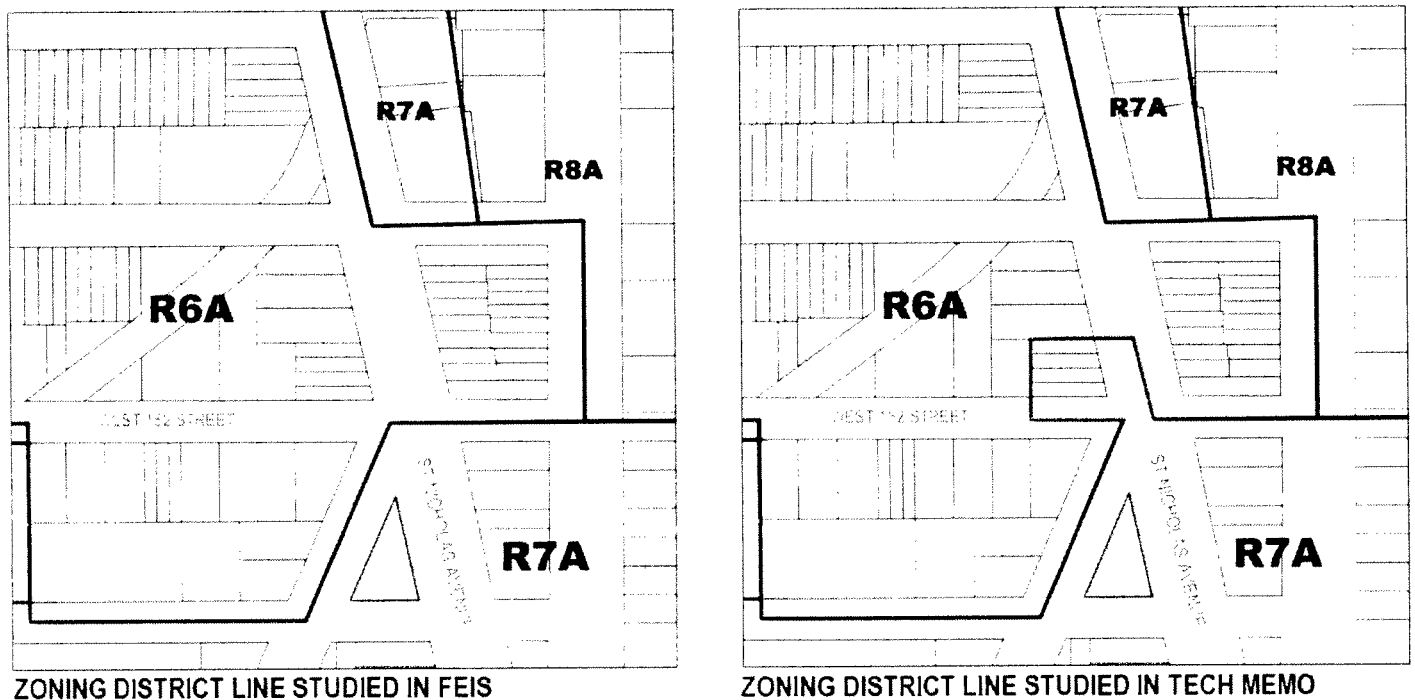 R7A
R8A
R6A
WEST 152 STREET
ST NICHOLAS AVENUE
R7A
ZONING DISTRICT LINE STUDIED IN FEIS
R7A
R8A
R6A
WEST 152 STREET
ST NICHOLAS AVENUE
R7A
ZONING DISTRICT LINE STUDIED IN TECH MEMO